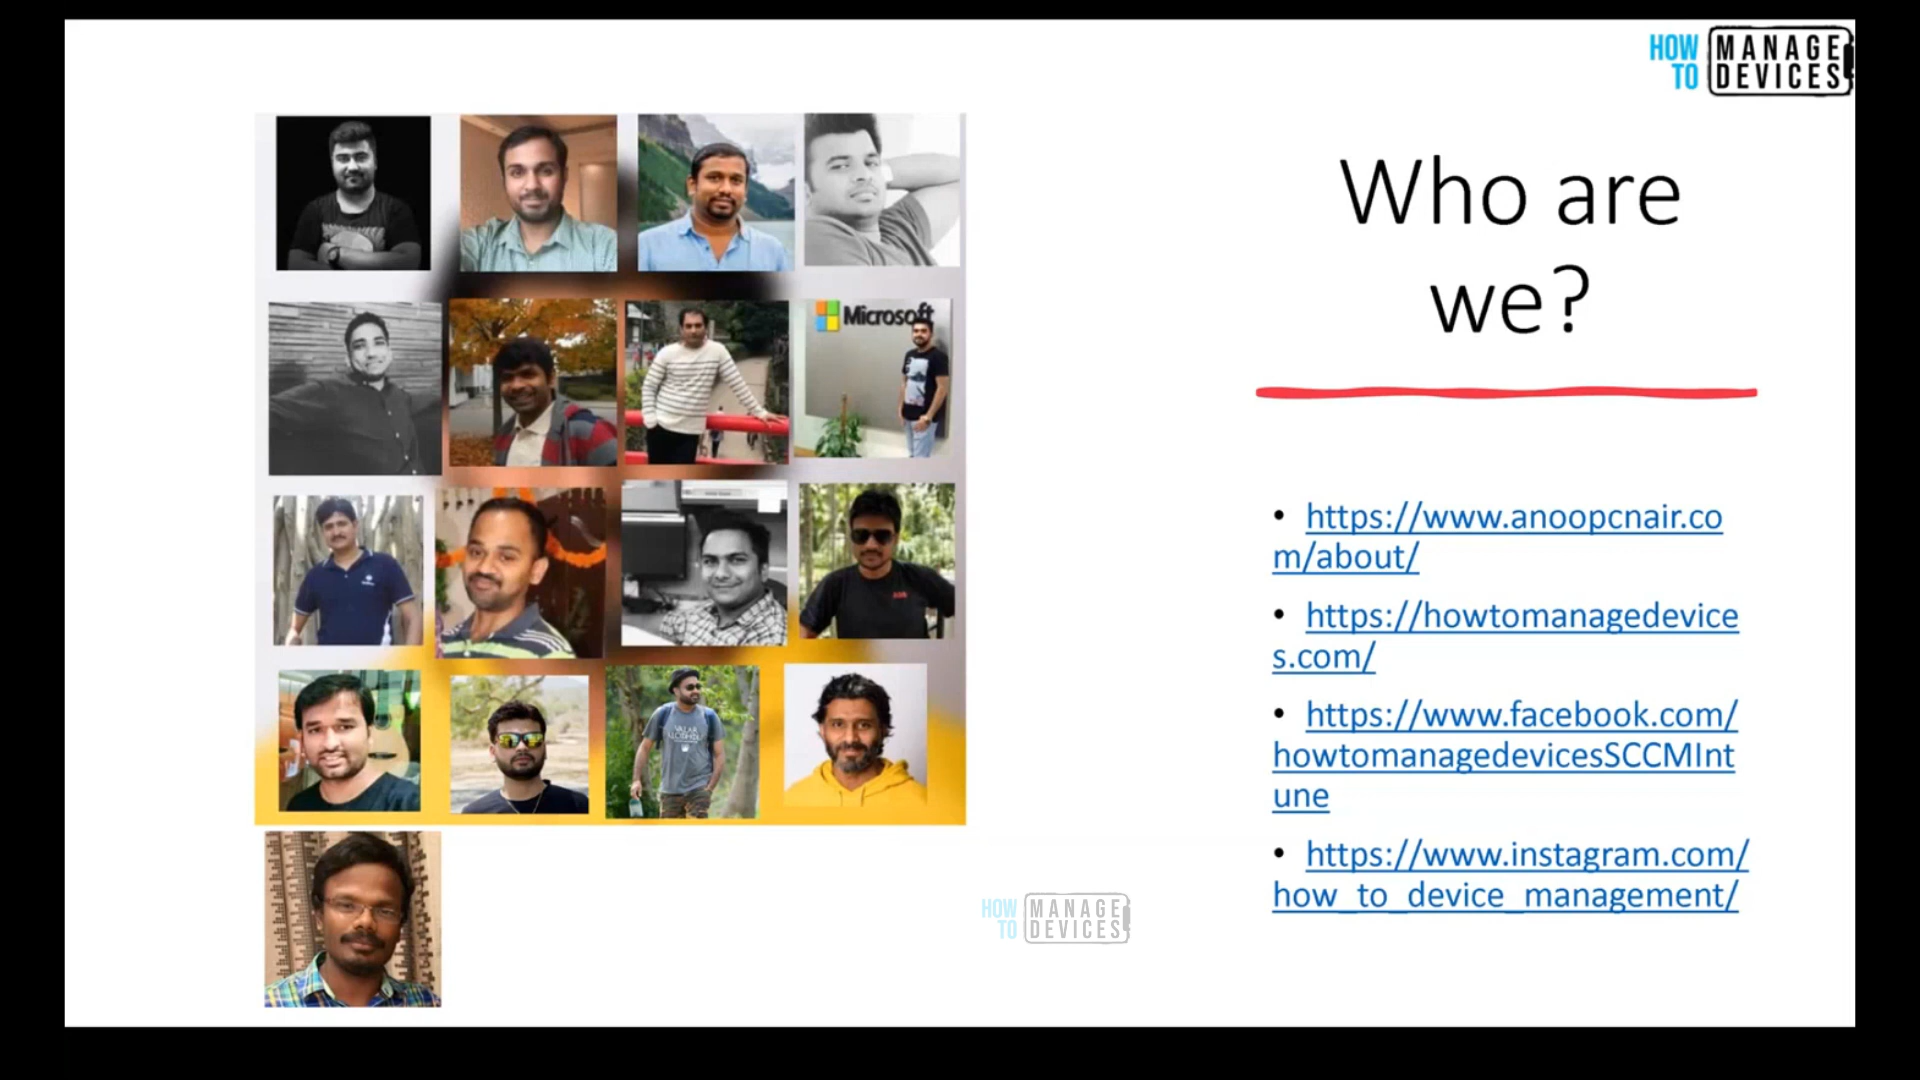 HOW MANAGE
TO DEVICES
Who are
we?
Microsoft
• https://www.anoopcnair.co
m/about/
• https://howtomanagedevice
s.com/
• https://www.facebook.com/
howtomanagedevicesSCCMInt
une
• https://www.instagram.com/
how_to_device_management/
HOW MANAGE
TO DEVICES